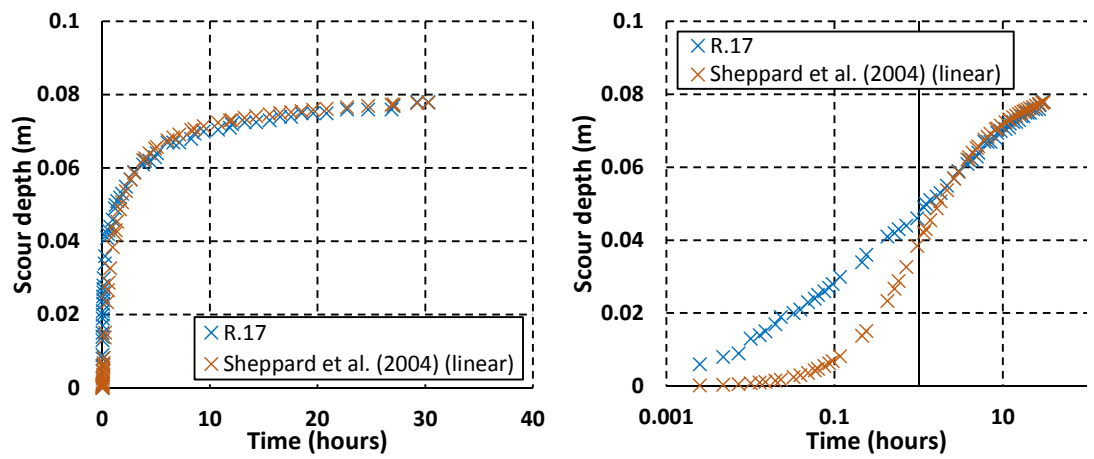 Scour depth (m)
0.1
0.08
0.06
0.04
0.02
0
R.17
Sheppard et al. (2004) (linear)
0
10
20
30
40
Time (hours)
Scour depth (m)
0.1
0.08
0.06
0.04
0.02
0
R.17
Sheppard et al. (2004) (linear)
0.001
0.1
10
Time (hours)